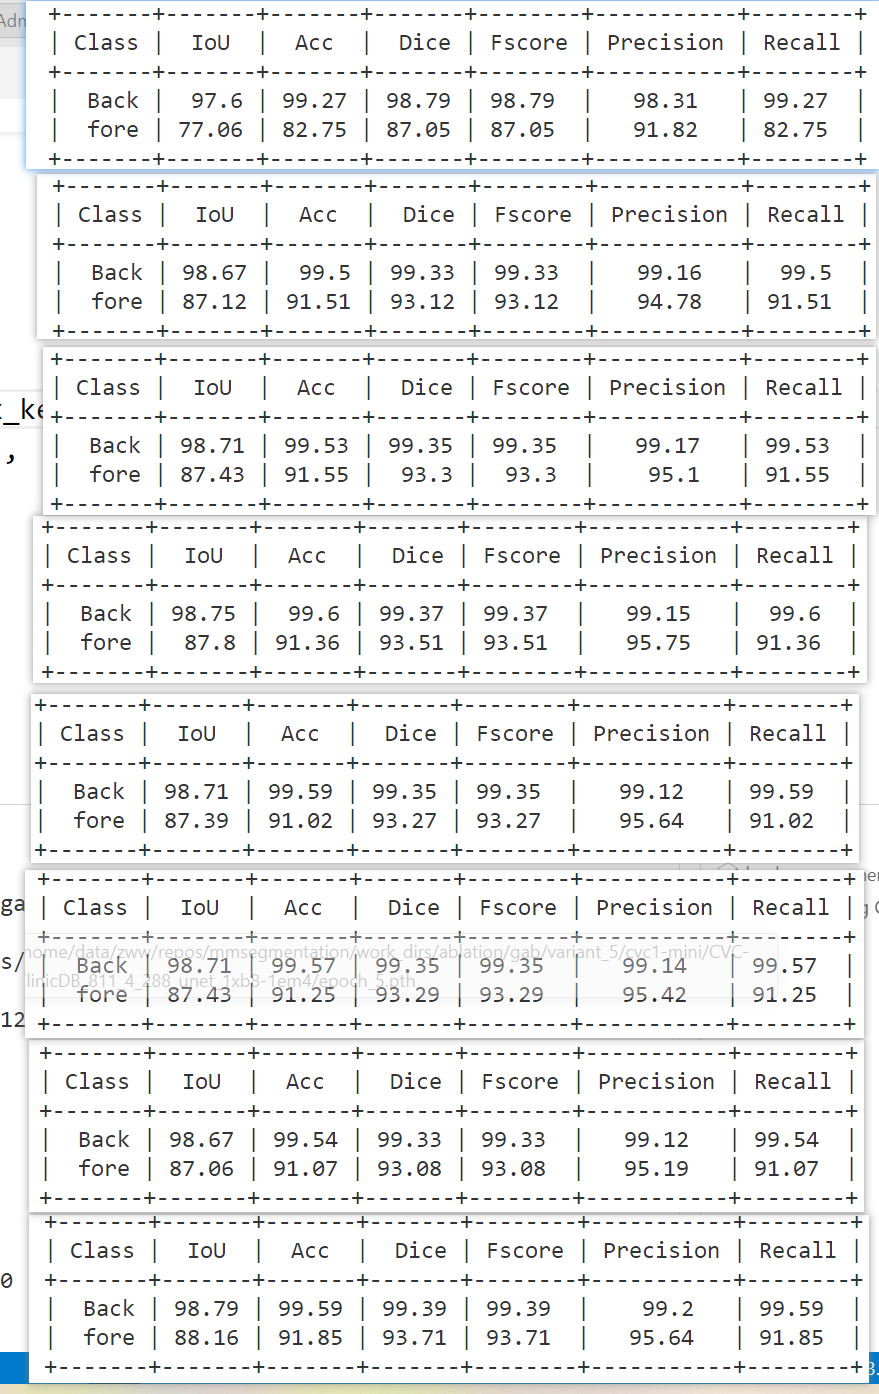 Adm
+-------+-------+-------+-------+--------+-----------+--------+
| Class | IoU | Acc | Dice | Fscore | Precision | Recall |
+-------+-------+-------+-------+--------+-----------+--------+
| Back | 97.6 | 99.27 | 98.79 | 98.79 | 98.31 | 99.27 |
| fore | 77.06 | 82.75 | 87.05 | 87.05 | 91.82 | 82.75 |
+-------+-------+-------+-------+--------+-----------+--------+
+-------+-------+-------+-------+--------+-----------+--------+
| Class | IoU | Acc | Dice | Fscore | Precision | Recall |
+-------+-------+-------+-------+--------+-----------+--------+
| Back | 98.67 | 99.5 | 99.33 | 99.33 | 99.16 | 99.5 |
| fore | 87.12 | 91.51 | 93.12 | 93.12 | 94.78 | 91.51 |
+-------+-------+-------+-------+--------+-----------+--------+
+-------+-------+-------+-------+--------+-----------+--------+
| Class | IoU | Acc | Dice | Fscore | Precision | Recall |
_ke
+-------+-------+-------+-------+--------+-----------+--------+
| Back | 98.71 | 99.53 | 99.35 | 99.35 | 99.17 | 99.53 |
,
| fore | 87.43 | 91.55 | 93.3 | 93.3 | 95.1 | 91.55 |
+-------+-------+-------+-------+--------+-----------+--------+
+-------+-------+-------+-------+--------+-----------+--------+
| Class | IoU | Acc | Dice | Fscore | Precision | Recall |
+-------+-------+-------+-------+--------+-----------+--------+
| Back | 98.75 | 99.6 | 99.37 | 99.37 | 99.15 | 99.6 |
| fore | 87.8 | 91.36 | 93.51 | 93.51 | 95.75 | 91.36 |
+-------+-------+-------+-------+--------+-----------+--------+
+-------+-------+-------+-------+--------+-----------+--------+
| Class | IoU | Acc | Dice | Fscore | Precision | Recall |
+-------+-------+-------+-------+--------+-----------+--------+
| Back | 98.71 | 99.59 | 99.35 | 99.35 | 99.12 | 99.59 |
| fore | 87.39 | 91.02 | 93.27 | 93.27 | 95.64 | 91.02 |
+-------+-------+-------+-------+--------+-----------+--------+
+-------+-------+-------+-------+--------+-----------+--------+
ga
| Class | IoU | Acc | Dice | Fscore | Precision | Recall |
+-------+-------+-------+-------+--------+-----------+--------+
home/data/zww/repos/mmsegmentation/work_dirs/ablation/gab/variant_5/cvc1-mini/CVC-
s/
| Back | 98.71 | 99.57 | 99.35 | 99.35 | 99.14 | 99.57 |
linicDB_811_4_288_unet_1xb8-1em4/epoch_5.pth
| fore | 87.43 | 91.25 | 93.29 | 93.29 | 95.42 | 91.25 |
12
+-------+-------+-------+-------+--------+-----------+--------+
+-------+-------+-------+-------+--------+-----------+--------+
| Class | IoU | Acc | Dice | Fscore | Precision | Recall |
+-------+-------+-------+-------+--------+-----------+--------+
| Back | 98.67 | 99.54 | 99.33 | 99.33 | 99.12 | 99.54 |
| fore | 87.06 | 91.07 | 93.08 | 93.08 | 95.19 | 91.07 |
+-------+-------+-------+-------+--------+-----------+--------+
+-------+-------+-------+-------+--------+-----------+--------+
| Class | IoU | Acc | Dice | Fscore | Precision | Recall |
0
+-------+-------+-------+-------+--------+-----------+--------+
| Back | 98.79 | 99.59 | 99.39 | 99.39 | 99.2 | 99.59 |
| fore | 88.16 | 91.85 | 93.71 | 93.71 | 95.64 | 91.85 |
+-------+-------+-------+-------+--------+-----------+--------+